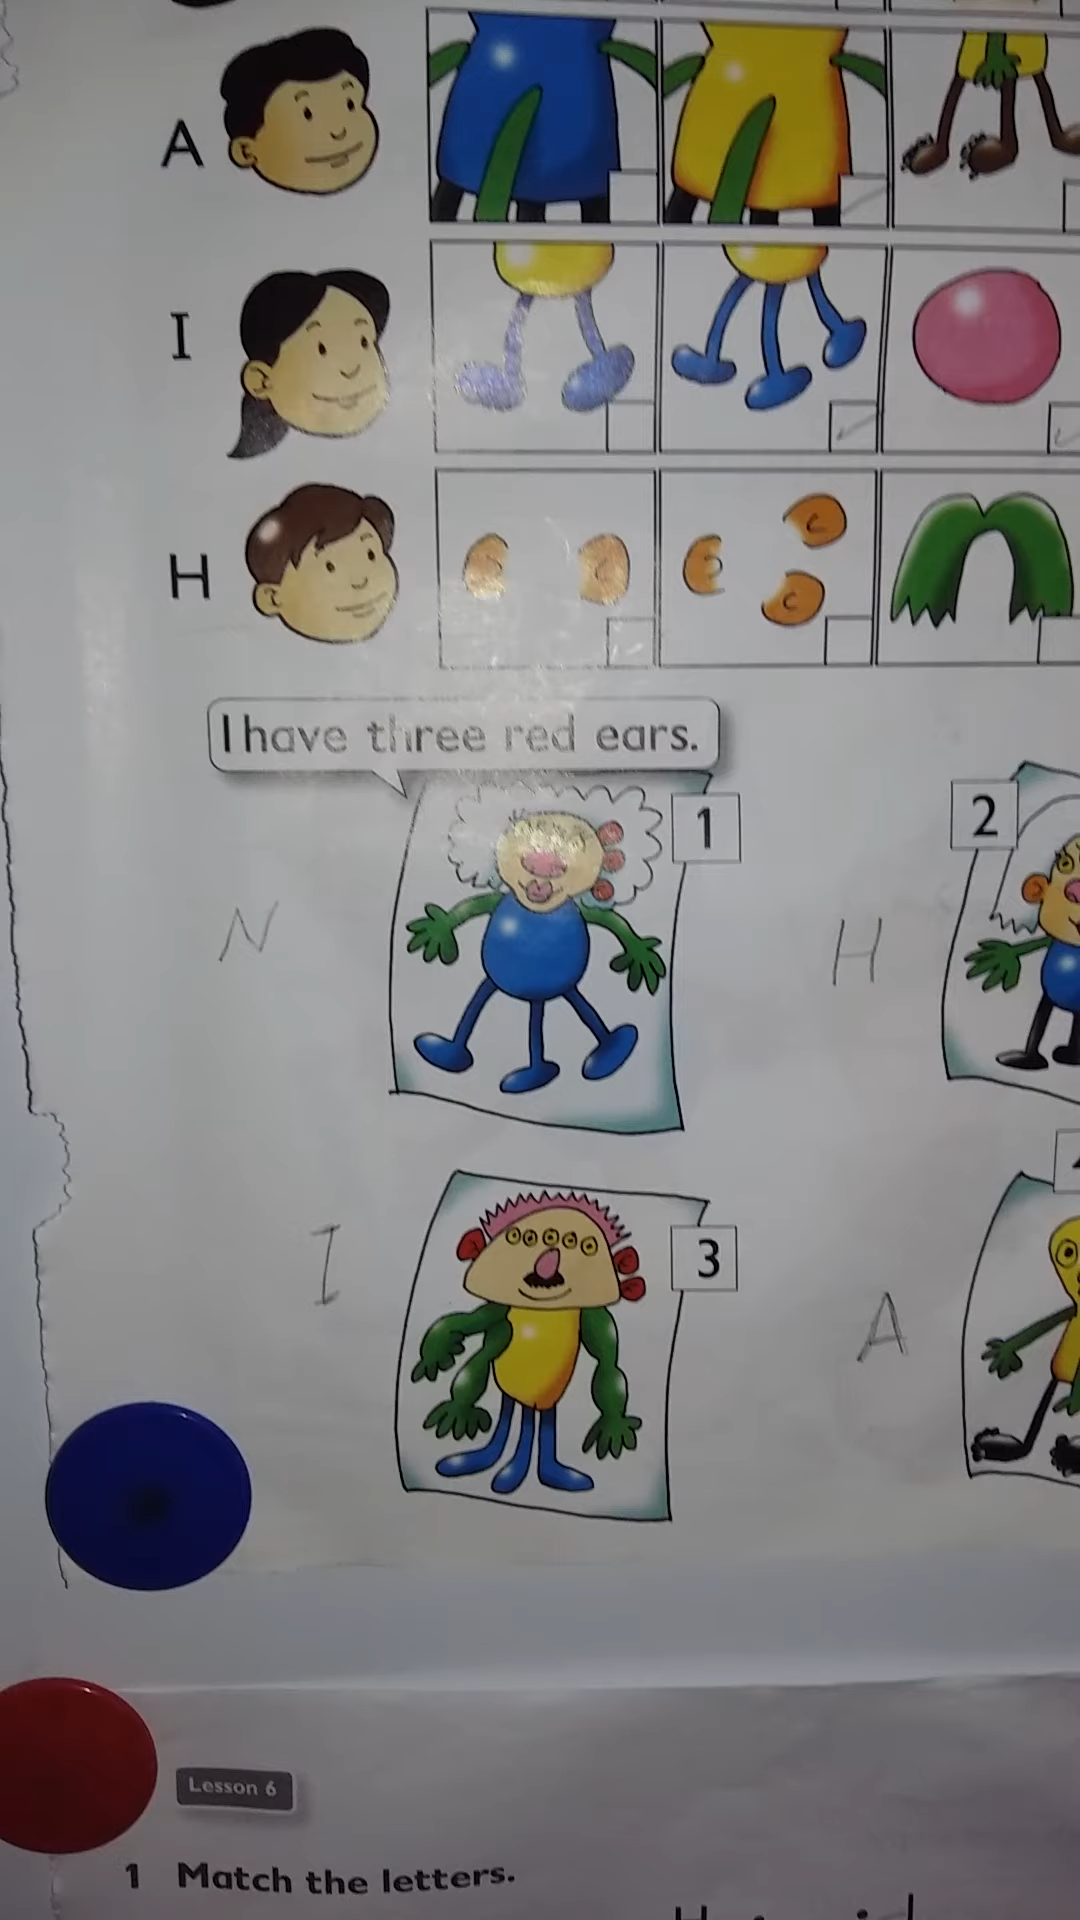 A
I
H
I have three red ears.
1
2
N
H
3
I
A
Lesson 6
1 Match the letters.